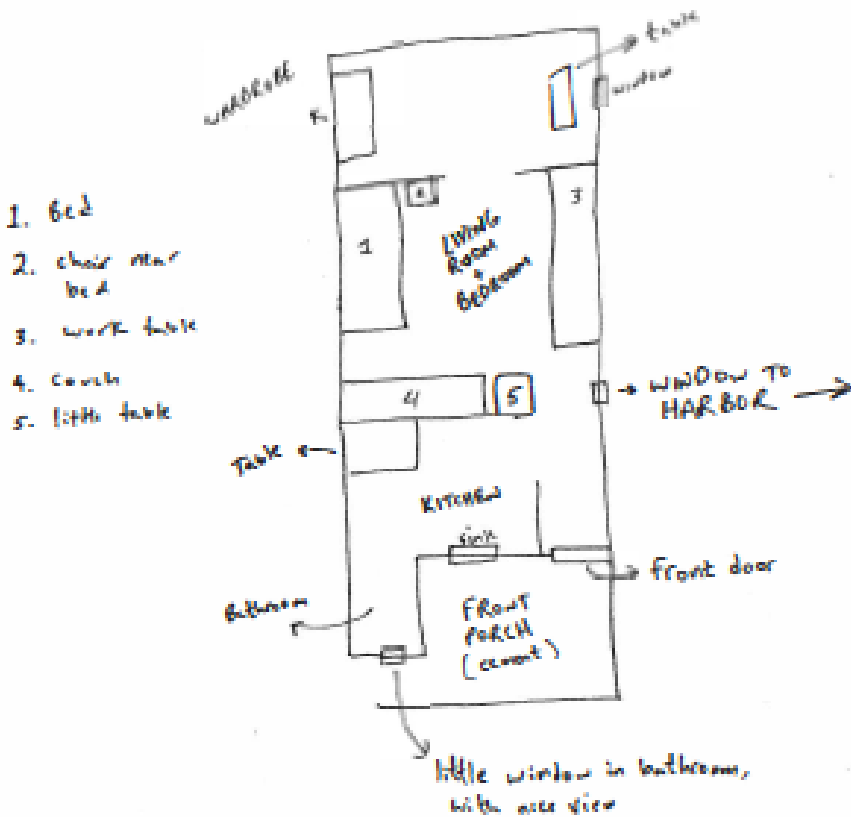 table
WARDROBE
window
1. Bed
2. chair near
bed
3. work table
4. Couch
5. little table
1
3
LIVING
ROOM
+
BEDROOM
4
5
WINDOW TO
HARBOR
Table
KITCHEN
sink
front door
Bathroom
FRONT
PORCH
(cement)
little window in bathroom,
with nice view